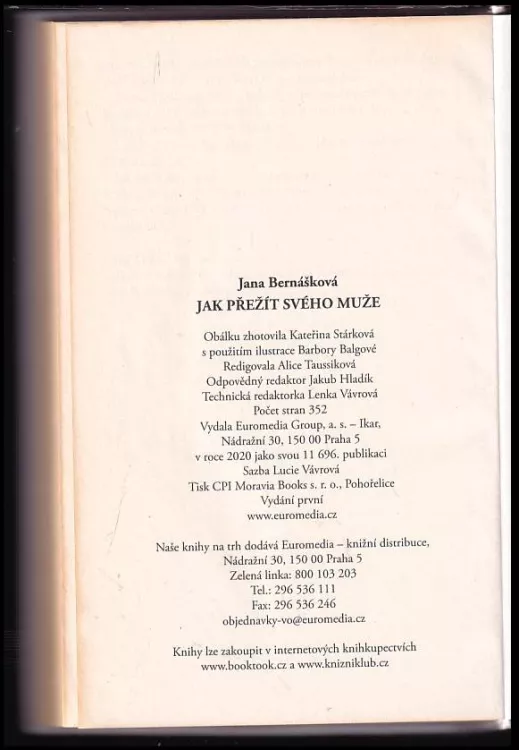 Jana Bernášková
JAK PŘEŽÍT SVÉHO MUŽE
Obálku zhotovila Kateřina Stárková
s použitím ilustrace Barbory Balgové
Redigovala Alice Taussiková
Odpovědný redaktor Jakub Hladík
Technická redaktorka Lenka Vávrová
Počet stran 352
Vydala Euromedia Group, a. s. – Ikar,
Nádražní 30, 150 00 Praha 5
v roce 2020 jako svou 11 696. publikaci
Sazba Lucie Vávrová
Tisk CPI Moravia Books s. r. o., Pohořelice
Vydání první
www.euromedia.cz
Naše knihy na trh dodává Euromedia – knižní distribuce,
Nádražní 30, 150 00 Praha 5
Zelená linka: 800 103 203
Tel.: 296 536 111
Fax: 296 536 246
objednavky-vo@euromedia.cz
Knihy lze zakoupit v internetových knihkupectvích
www.booktook.cz a www.knizniklub.cz